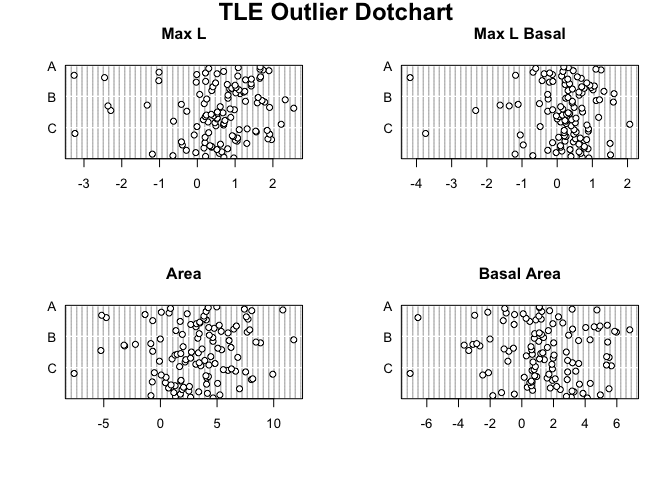 TLE Outlier Dotchart
Max L
Max L Basal
A
B
C
-3 -2 -1 0 1 2
A
B
C
-4 -3 -2 -1 0 1 2
Area
Basal Area
A
B
C
-5 0 5 10
A
B
C
-6 -4 -2 0 2 4 6